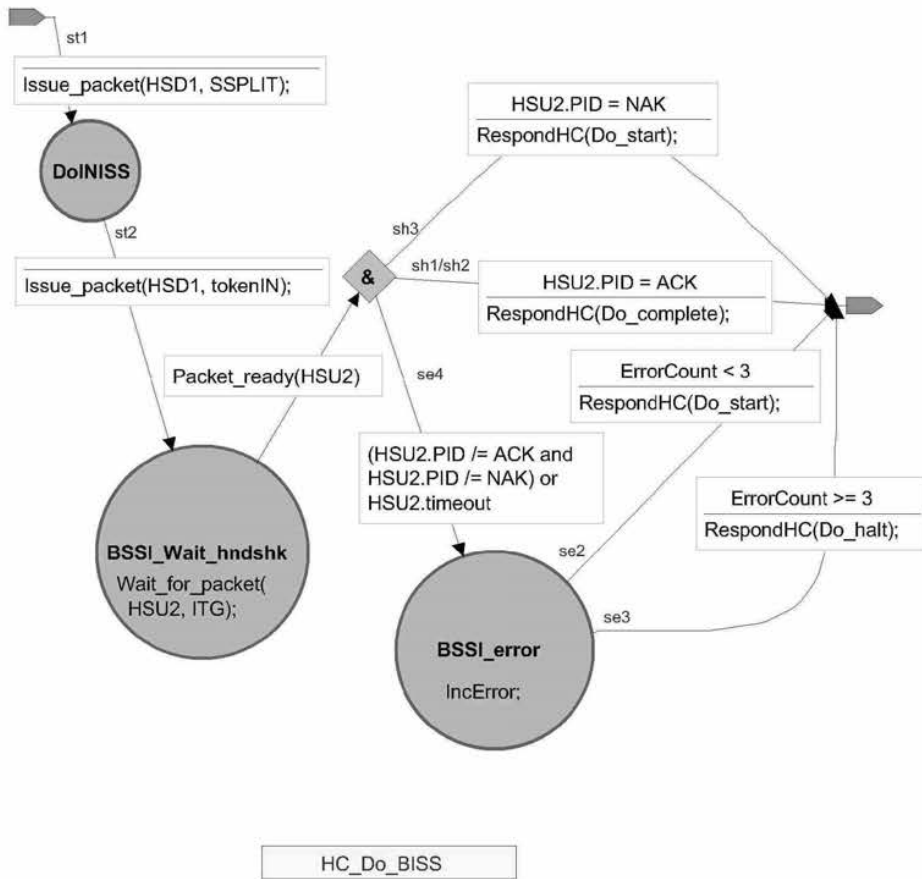 st1
Issue_packet(HSD1, SSPLIT);
DoINISS
st2
Issue_packet(HSD1, tokenIN);
BSSI_Wait_hndshk
Wait_for_packet(
HSU2, ITG);
Packet_ready(HSU2)
&
sh3
HSU2.PID = NAK
RespondHC(Do_start);
sh1/sh2
HSU2.PID = ACK
RespondHC(Do_complete);
se4
(HSU2.PID /= ACK and
HSU2.PID /= NAK) or
HSU2.timeout
BSSI_error
IncError;
se2
ErrorCount < 3
RespondHC(Do_start);
se3
ErrorCount >= 3
RespondHC(Do_halt);
HC_Do_BISS